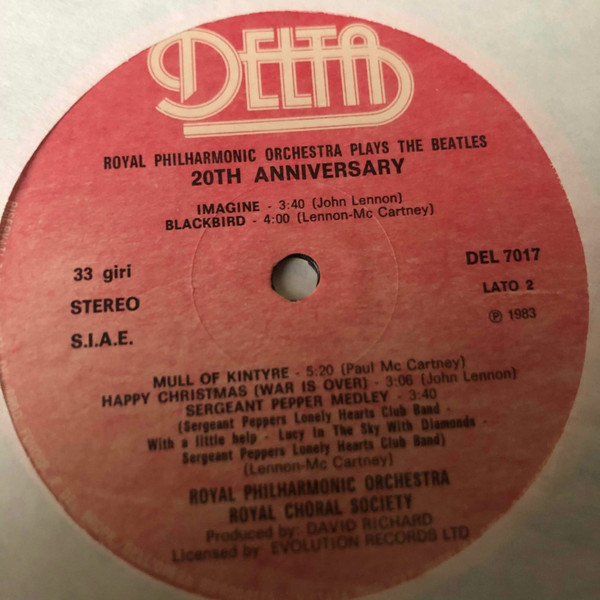 DELTA
ROYAL PHILHARMONIC ORCHESTRA PLAYS THE BEATLES
20TH ANNIVERSARY
IMAGINE - 3:40 (John Lennon)
BLACKBIRD - 4:00 (Lennon-Mc Cartney)
33 giri
STEREO
S.I.A.E.
DEL 7017
LATO 2
Ⓟ 1983
MULL OF KINTYRE - 5:20 (Paul Mc Cartney)
HAPPY CHRISTMAS (WAR IS OVER) - 3:06 (John Lennon)
SERGEANT PEPPER MEDLEY - 3:40
(Sergeant Peppers Lonely Hearts Club Band -
With a little help - Lucy In The Sky With Diamonds -
Sergeant Peppers Lonely Hearts Club Band)
(Lennon-Mc Cartney)
ROYAL PHILHARMONIC ORCHESTRA
ROYAL CHORAL SOCIETY
Produced by: DAVID RICHARD
Licensed by: EVOLUTION RECORDS LTD